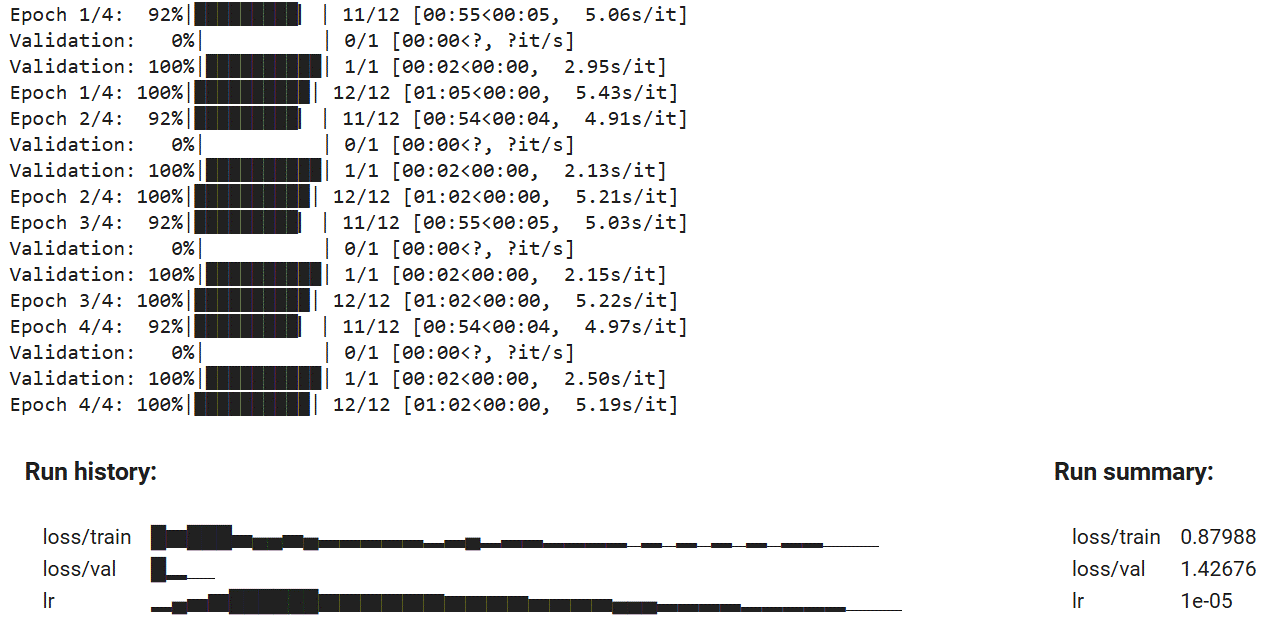 Epoch 1/4:  92%|█████████▏| 11/12 [00:55<00:05,  5.06s/it]
Validation:   0%|          | 0/1 [00:00<?, ?it/s]
Validation: 100%|██████████| 1/1 [00:02<00:00,  2.95s/it]
Epoch 1/4: 100%|██████████| 12/12 [01:05<00:00,  5.43s/it]
Epoch 2/4:  92%|█████████▏| 11/12 [00:54<00:04,  4.91s/it]
Validation:   0%|          | 0/1 [00:00<?, ?it/s]
Validation: 100%|██████████| 1/1 [00:02<00:00,  2.13s/it]
Epoch 2/4: 100%|██████████| 12/12 [01:02<00:00,  5.21s/it]
Epoch 3/4:  92%|█████████▏| 11/12 [00:55<00:05,  5.03s/it]
Validation:   0%|          | 0/1 [00:00<?, ?it/s]
Validation: 100%|██████████| 1/1 [00:02<00:00,  2.15s/it]
Epoch 3/4: 100%|██████████| 12/12 [01:02<00:00,  5.22s/it]
Epoch 4/4:  92%|█████████▏| 11/12 [00:54<00:04,  4.97s/it]
Validation:   0%|          | 0/1 [00:00<?, ?it/s]
Validation: 100%|██████████| 1/1 [00:02<00:00,  2.50s/it]
Epoch 4/4: 100%|██████████| 12/12 [01:02<00:00,  5.19s/it]
Run history:
loss/train
loss/val
lr
Run summary:
loss/train 0.87988
loss/val 1.42676
lr 1e-05